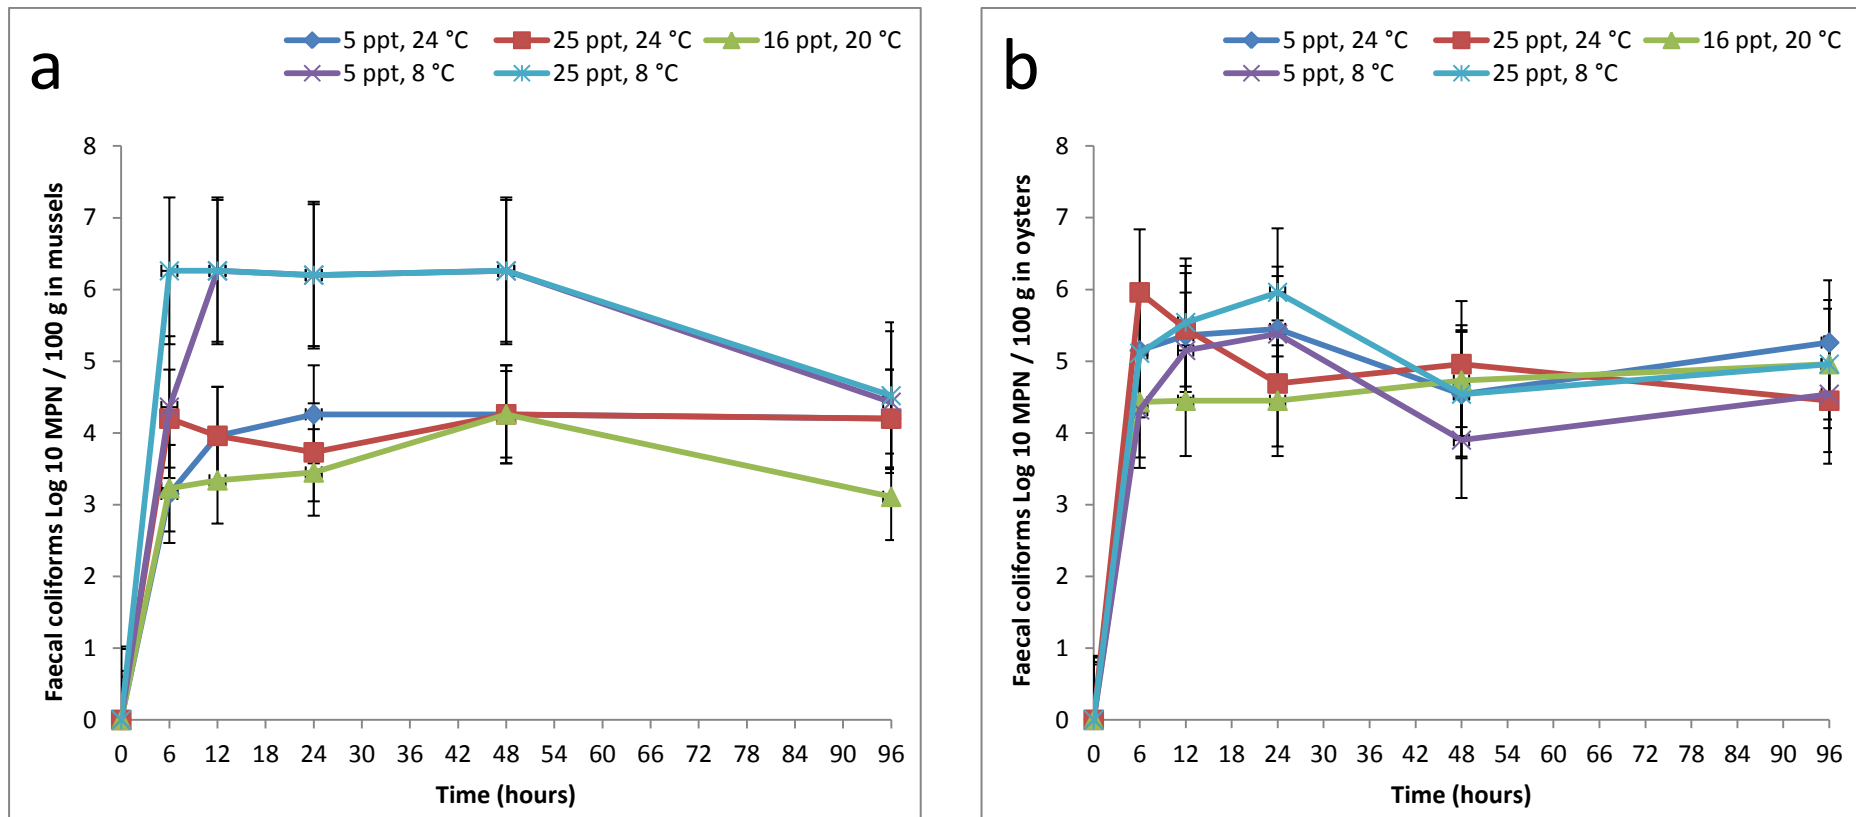 a
5 ppt, 24 °C 25 ppt, 24 °C 16 ppt, 20 °C
5 ppt, 8 °C 25 ppt, 8 °C
Faecal coliforms Log 10 MPN / 100 g in mussels
8
7
6
5
4
3
2
1
0
0 6 12 18 24 30 36 42 48 54 60 66 72 78 84 90 96
Time (hours)
b
5 ppt, 24 °C 25 ppt, 24 °C 16 ppt, 20 °C
5 ppt, 8 °C 25 ppt, 8 °C
Faecal coliforms Log 10 MPN / 100 g in oysters
8
7
6
5
4
3
2
1
0
0 6 12 18 24 30 36 42 48 54 60 66 72 78 84 90 96
Time (hours)